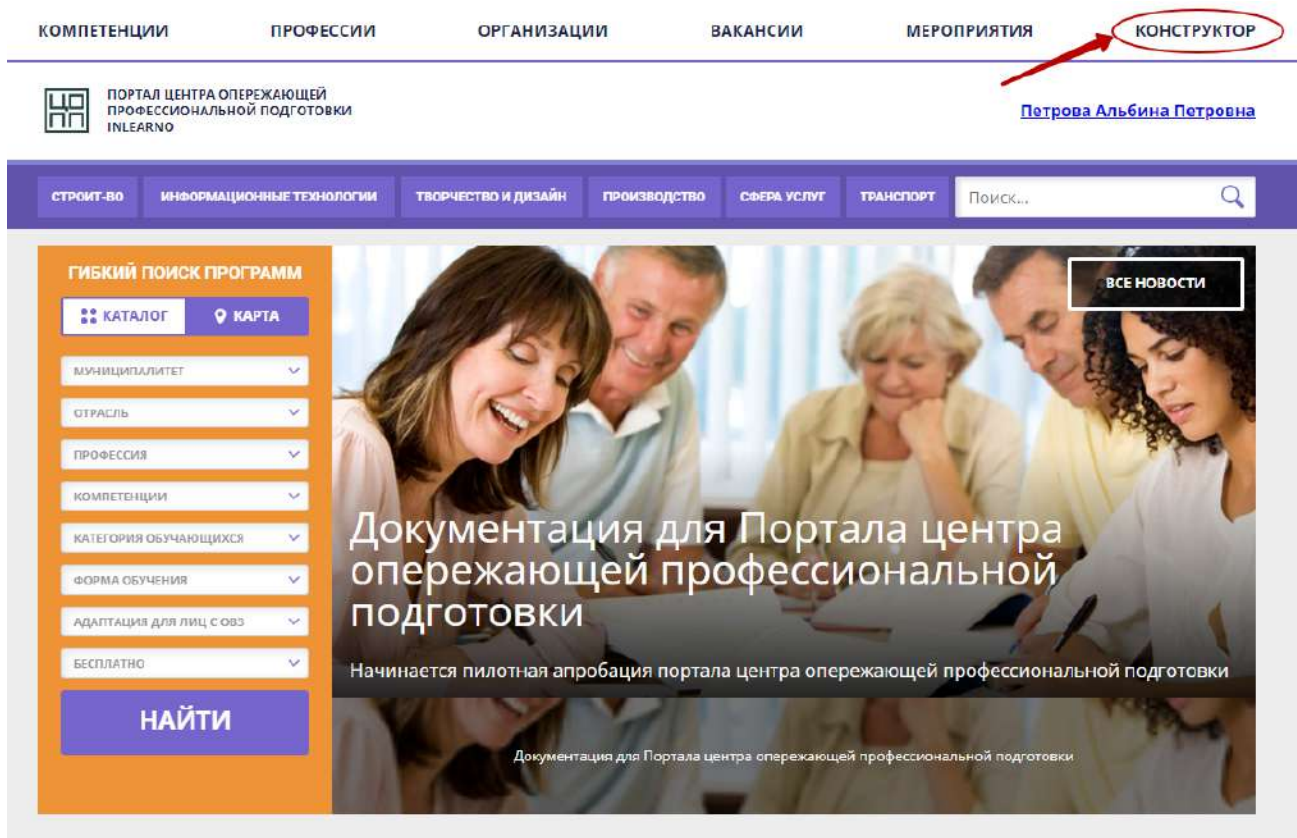 КОМПЕТЕНЦИИ ПРОФЕССИИ ОРГАНИЗАЦИИ ВАКАНСИИ МЕРОПРИЯТИЯ КОНСТРУКТОР
ЦО
ПП
ПОРТАЛ ЦЕНТРА ОПЕРЕЖАЮЩЕЙ
ПРОФЕССИОНАЛЬНОЙ ПОДГОТОВКИ
INLEARNO
Петрова Альбина Петровна
СТРОИТ-ВО ИНФОРМАЦИОННЫЕ ТЕХНОЛОГИИ ТВОРЧЕСТВО И ДИЗАЙН ПРОИЗВОДСТВО СФЕРА УСЛУГ ТРАНСПОРТ Поиск...
ГИБКИЙ ПОИСК ПРОГРАММ
КАТАЛОГ КАРТА
МУНИЦИПАЛИТЕТ
ОТРАСЛЬ
ПРОФЕССИЯ
КОМПЕТЕНЦИИ
КАТЕГОРИЯ ОБУЧАЮЩИХСЯ
ФОРМА ОБУЧЕНИЯ
АДАПТАЦИЯ ДЛЯ ЛИЦ С ОВЗ
БЕСПЛАТНО
НАЙТИ
ВСЕ НОВОСТИ
Документация для Портала центра
опережающей профессиональной
подготовки
Начинается пилотная апробация портала центра опережающей профессиональной подготовки
Документация для Портала центра опережающей профессиональной подготовки